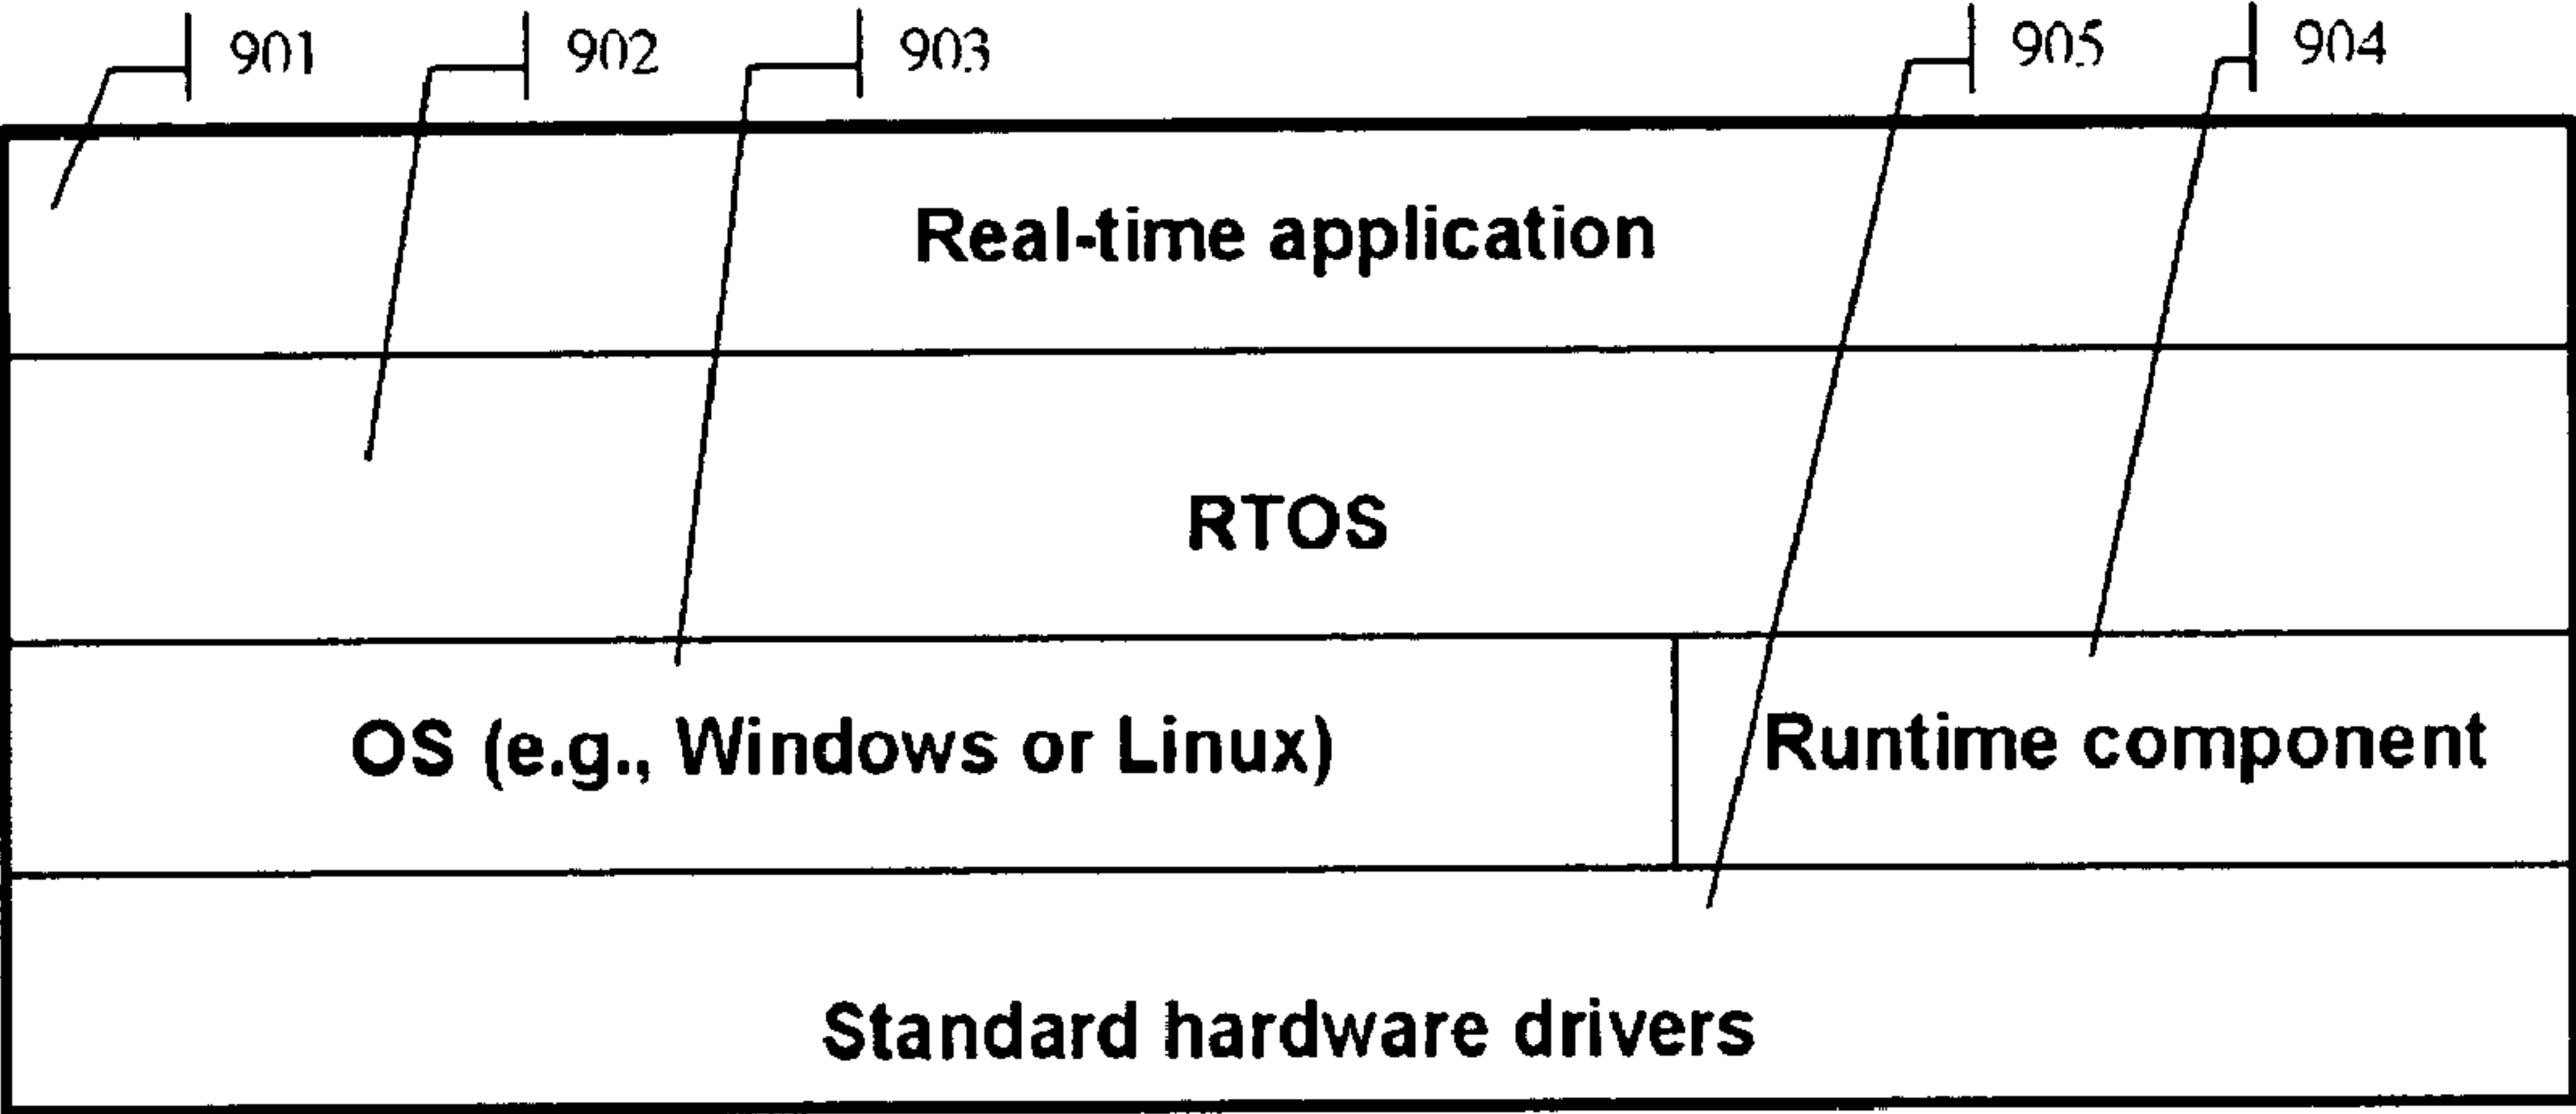 901 902 903 905 904
Real-time application
RTOS
OS (e.g., Windows or Linux) Runtime component
Standard hardware drivers